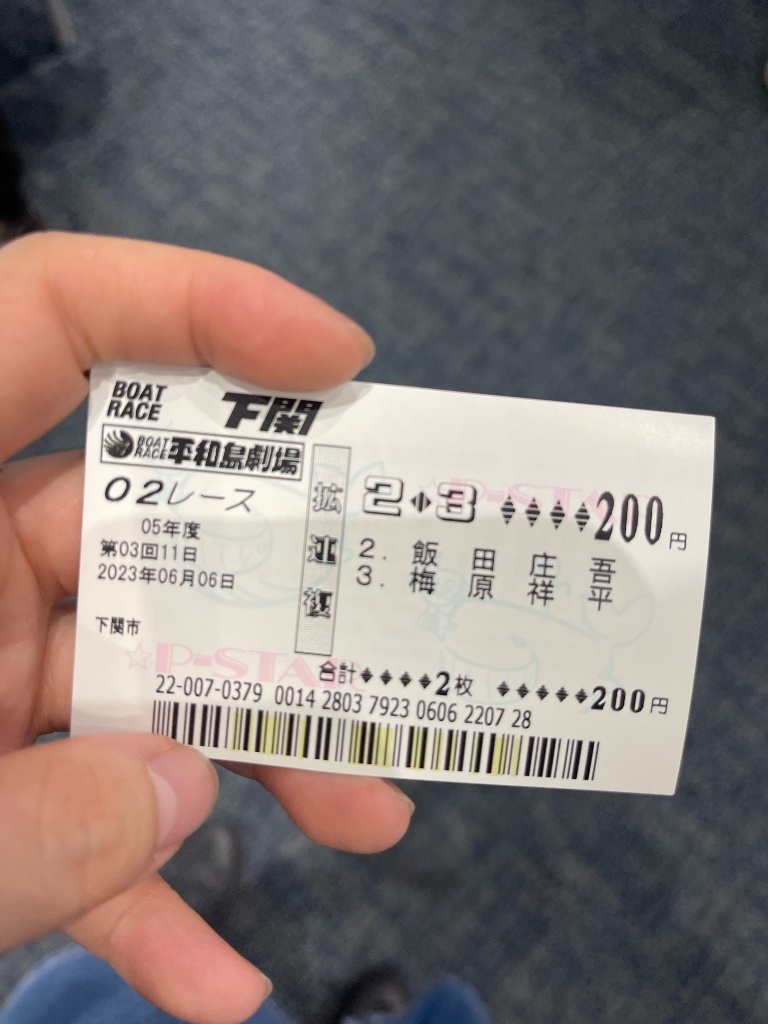 BOAT
RACE
下関
BOAT
RACE 平和島劇場
02レース
05年度
第03回11日
2023年06月06日
下関市
拡連複
2◆3 ♦♦♦♦200円
2. 飯田庄吾
3. 梅原祥平
☆P-STAR
合計♦♦♦♦2枚 ♦♦♦♦♦200円
22-007-0379 0014 2803 7923 0606 2207 28